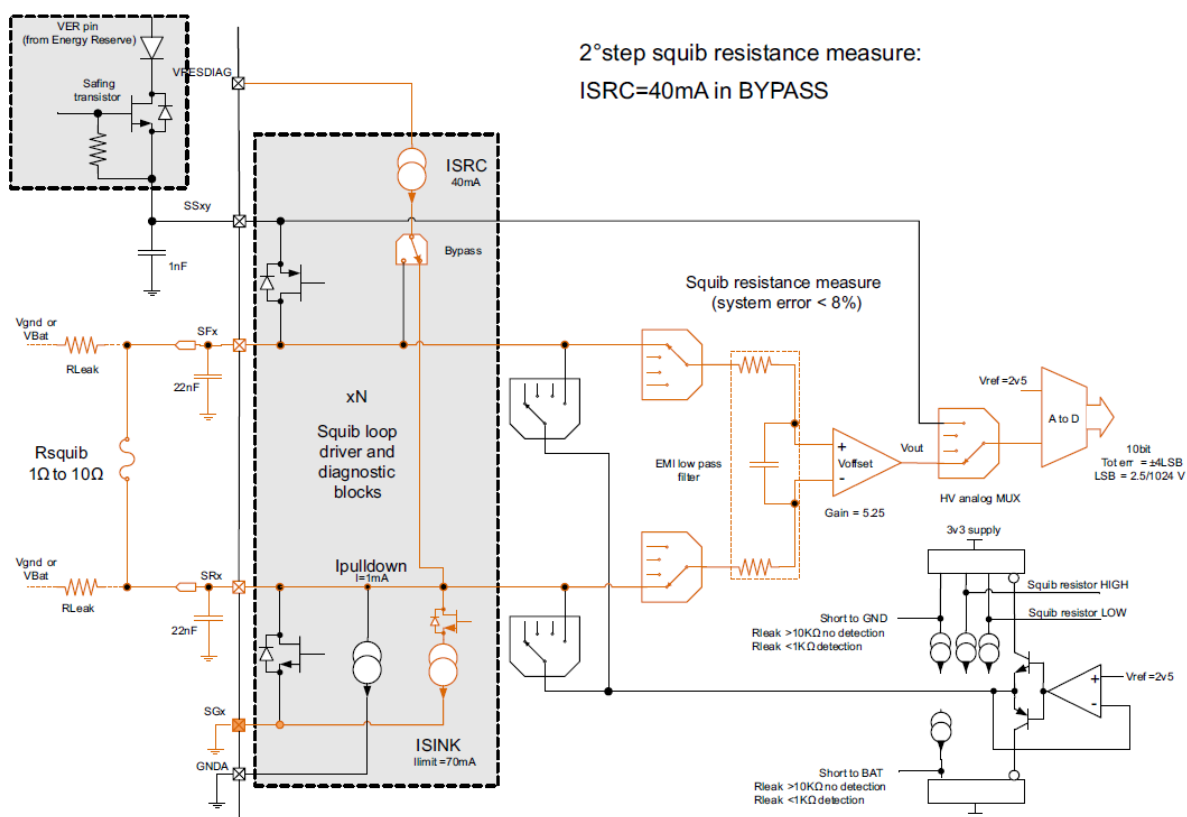 VER pin
(from Energy Reserve)
2°step squib resistance measure:
ISRC=40mA in BYPASS
VRESDIAG
Safing
transistor
ISRC
40mA
SSxy
Bypass
1nF
Squib resistance measure
(system error < 8%)
Vgnd or
VBat
SFx
RLeak
22nF
xN
Squib loop
driver and
diagnostic
blocks
Rsquib
1Ω to 10Ω
EMI low pass
filter
+
Voffset
-
Gain = 5.25
Vout
Vref=2v5
A to D
HV analog MUX
10bit
Tot err = ±4LSB
LSB = 2.5/1024 V
3v3 supply
Vgnd or
VBat
SRx
RLeak
22nF
Ipulldown
I=1mA
Squib resistor HIGH
Squib resistor LOW
Short to GND
Rleak >10KΩ no detection
Rleak <1KΩ detection
+
-
Vref=2v5
SGx
GNDA
ISINK
Ilimit =70mA
Short to BAT
Rleak >10KΩ no detection
Rleak <1KΩ detection